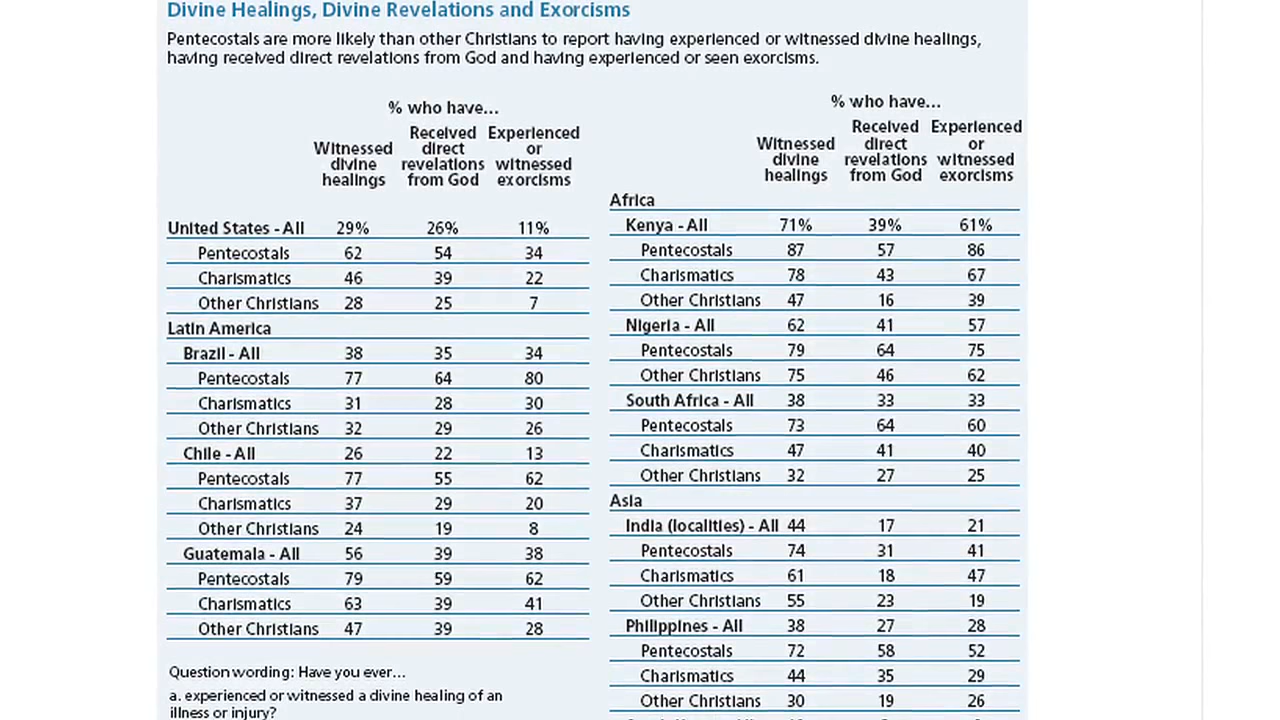 Divine Healings, Divine Revelations and Exorcisms
Pentecostals are more likely than other Christians to report having experienced or witnessed divine healings,
having received direct revelations from God and having experienced or seen exorcisms.
% who have...
Witnessed divine healings Received direct revelations from God Experienced or witnessed exorcisms
United States - All 29% 26% 11%
Pentecostals 62 54 34
Charismatics 46 39 22
Other Christians 28 25 7
Latin America
Brazil - All 38 35 34
Pentecostals 77 64 80
Charismatics 31 28 30
Other Christians 32 29 26
Chile - All 26 22 13
Pentecostals 77 55 62
Charismatics 37 29 20
Other Christians 24 19 8
Guatemala - All 56 39 38
Pentecostals 79 59 62
Charismatics 63 39 41
Other Christians 47 39 28
Question wording: Have you ever...
a. experienced or witnessed a divine healing of an
illness or injury?
% who have...
Witnessed divine healings Received direct revelations from God Experienced or witnessed exorcisms
Africa
Kenya - All 71% 39% 61%
Pentecostals 87 57 86
Charismatics 78 43 67
Other Christians 47 16 39
Nigeria - All 62 41 57
Pentecostals 79 64 75
Other Christians 75 46 62
South Africa - All 38 33 33
Pentecostals 73 64 60
Charismatics 47 41 40
Other Christians 32 27 25
Asia
India (localities) - All 44 17 21
Pentecostals 74 31 41
Charismatics 61 18 47
Other Christians 55 23 19
Philippines - All 38 27 28
Pentecostals 72 58 52
Charismatics 44 35 29
Other Christians 30 19 26